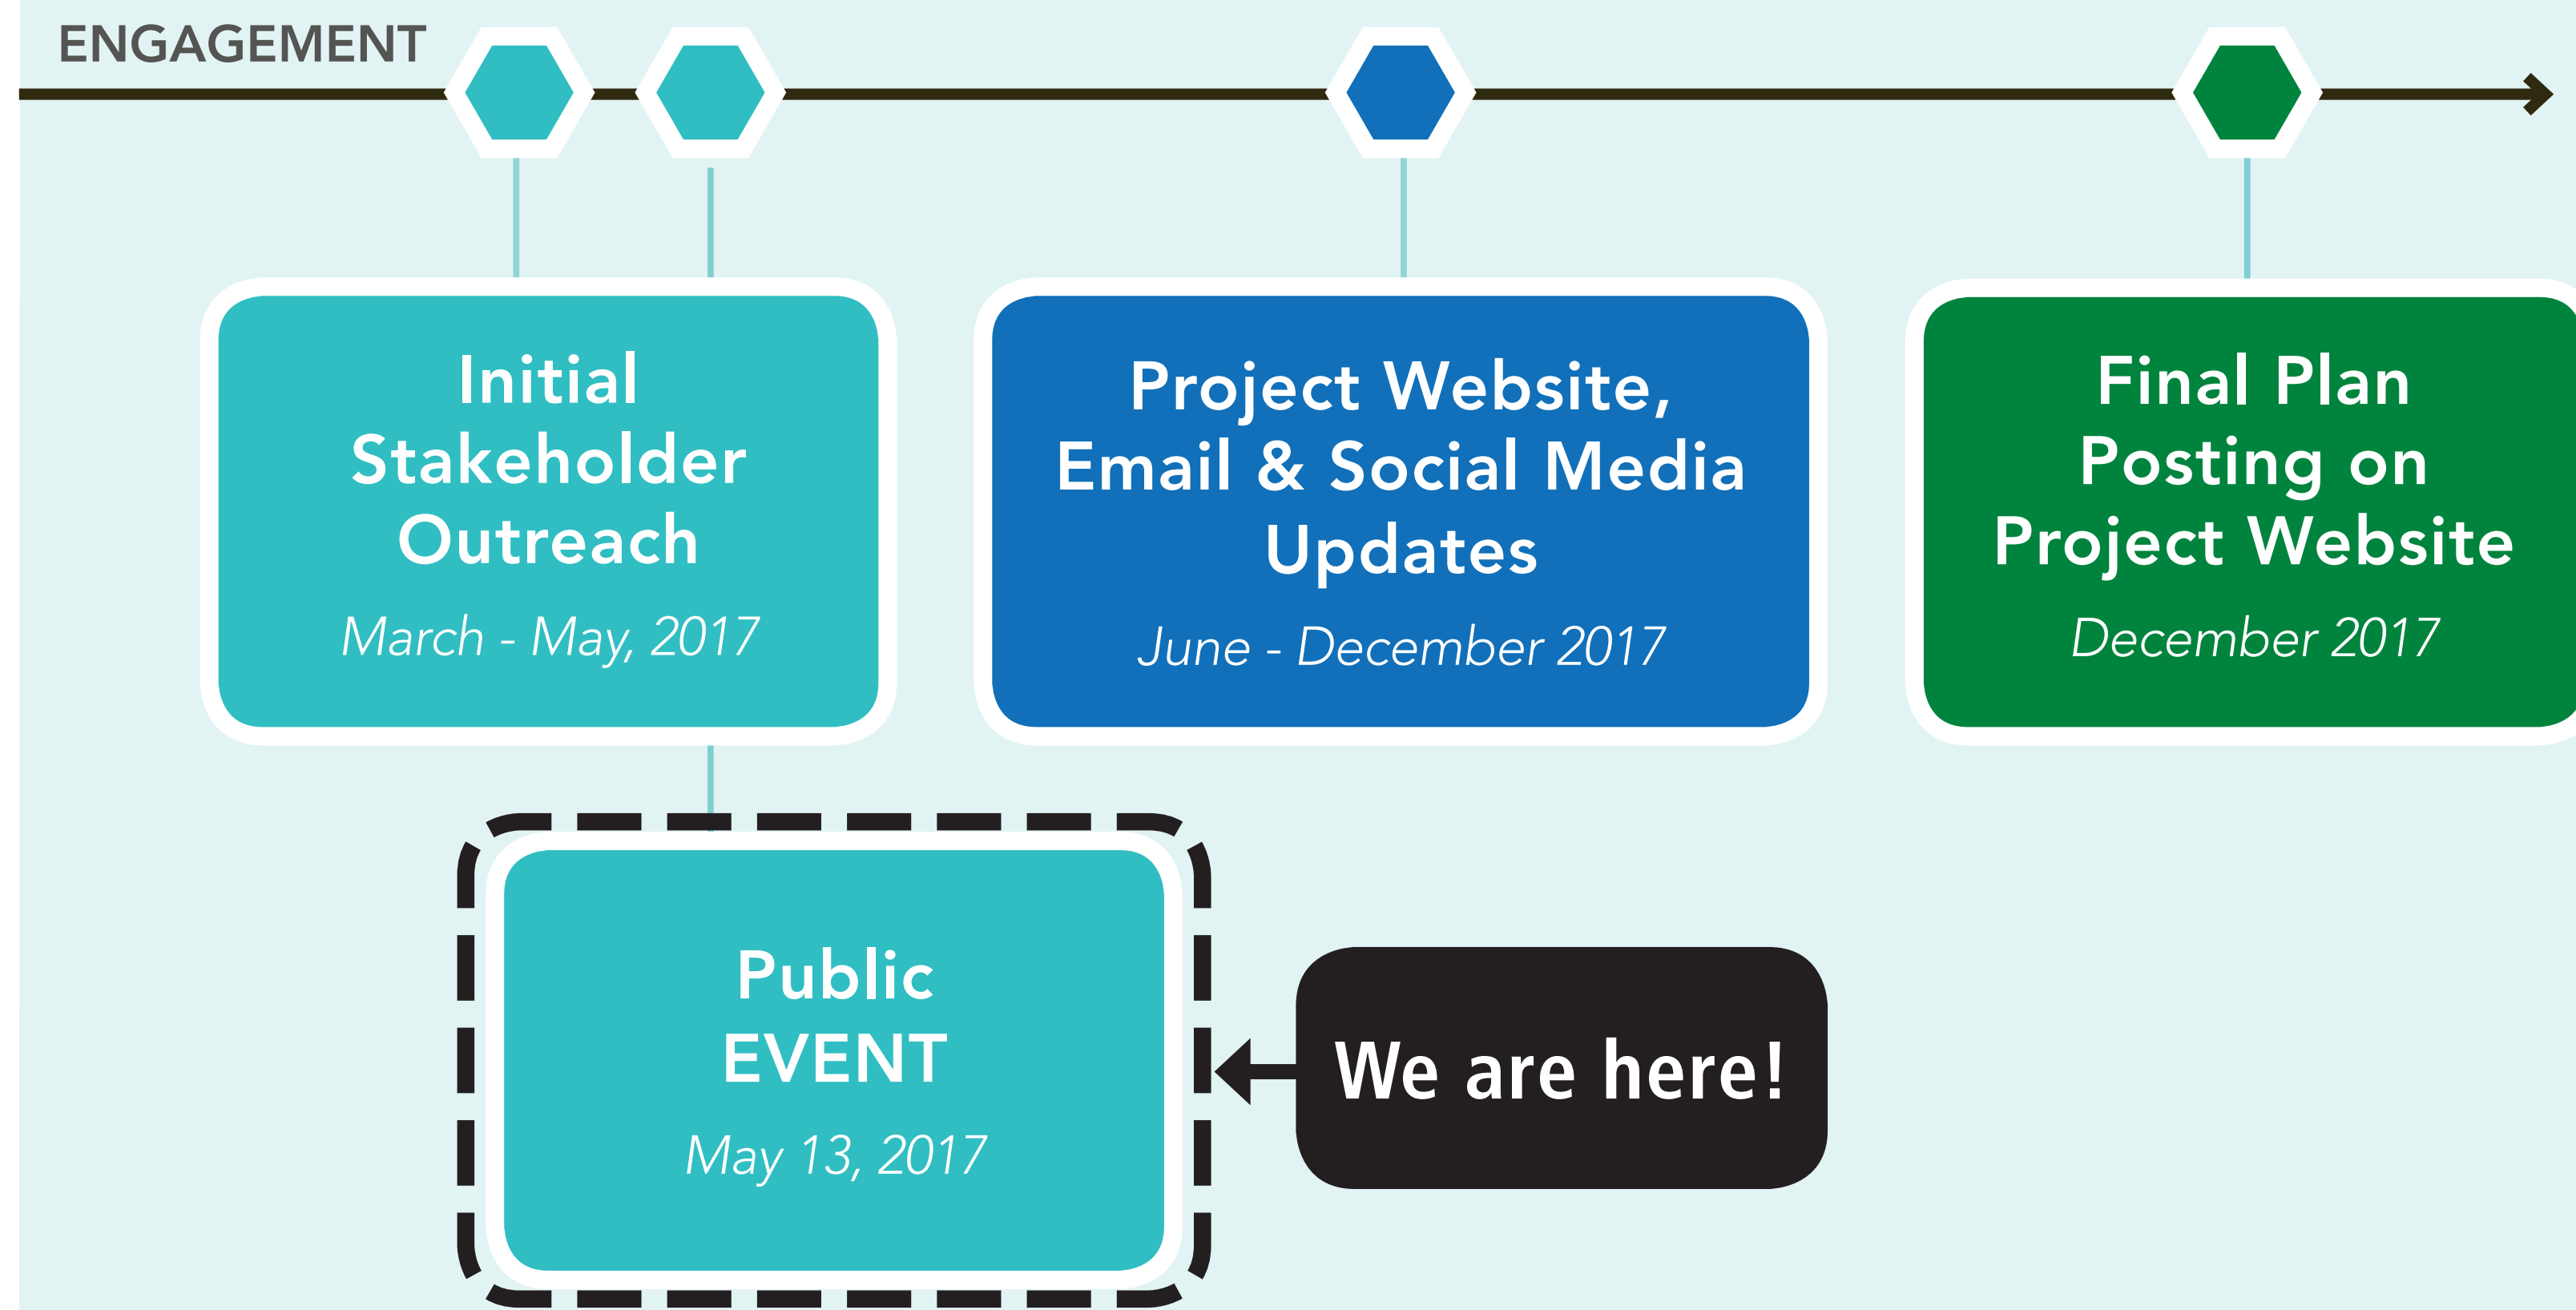 ENGAGEMENT
Initial
Stakeholder
Outreach
March - May, 2017
Project Website,
Email & Social Media
Updates
June - December 2017
Final Plan
Posting on
Project Website
December 2017
Public
EVENT
May 13, 2017
We are here!